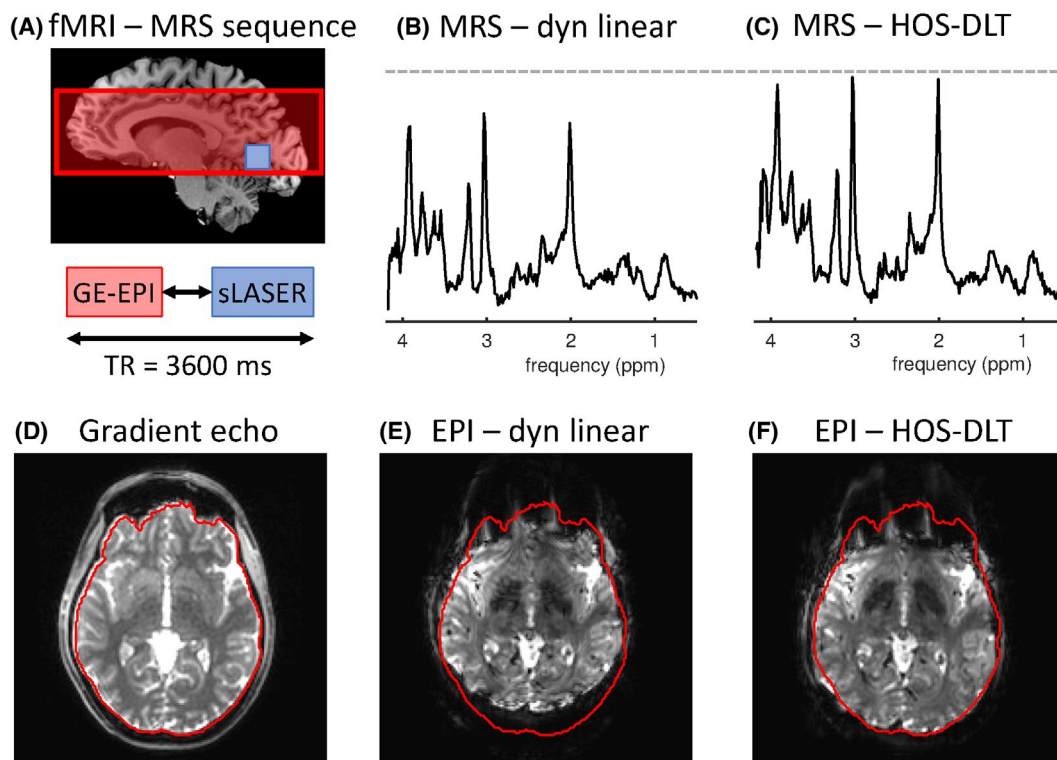 (A) fMRI – MRS sequence
(B) MRS – dyn linear
(C) MRS – HOS-DLT
GE-EPI
sLASER
TR = 3600 ms
4 3 2 1
frequency (ppm)
4 3 2 1
frequency (ppm)
(D) Gradient echo
(E) EPI – dyn linear
(F) EPI – HOS-DLT